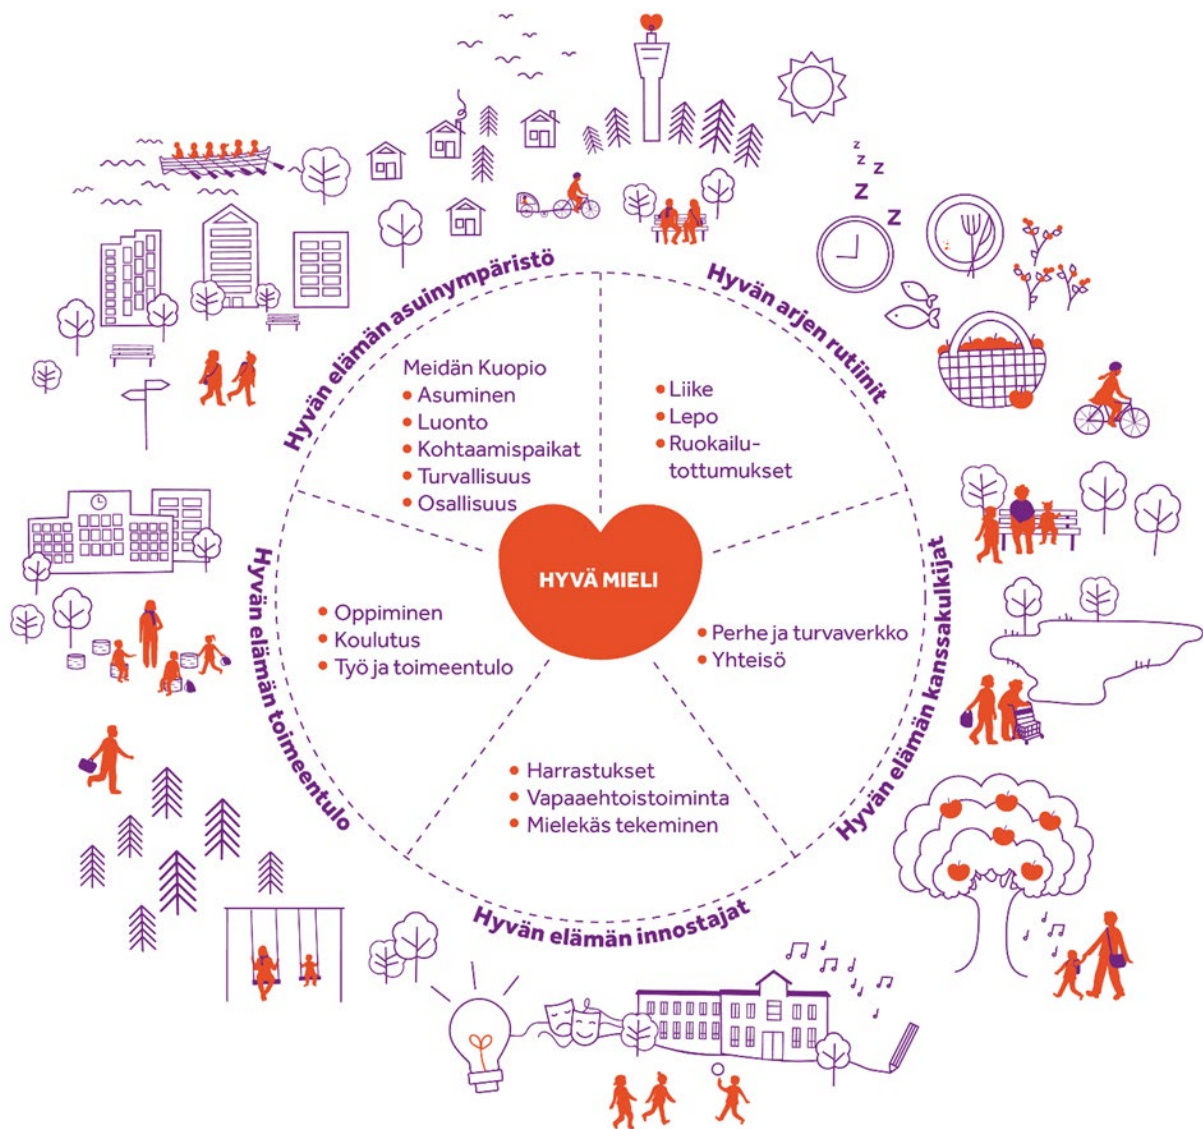 z
z
z
Z
Z
Hyvän elämän asuinympäristö
Meidän Kuopio
• Asuminen
• Luonto
• Kohtaamispaikat
• Turvallisuus
• Osallisuus
Hyvän arjen rutiinit
• Liike
• Lepo
• Ruokailu-
tottumukset
HYVÄ MIELI
Hyvän elämän toimeentulo
• Oppiminen
• Koulutus
• Työ ja toimeentulo
Hyvän elämän kanssakulkijat
• Perhe ja turvaverkko
• Yhteisö
• Harrastukset
• Vapaaehtoistoiminta
• Mielekäs tekeminen
Hyvän elämän innostajat